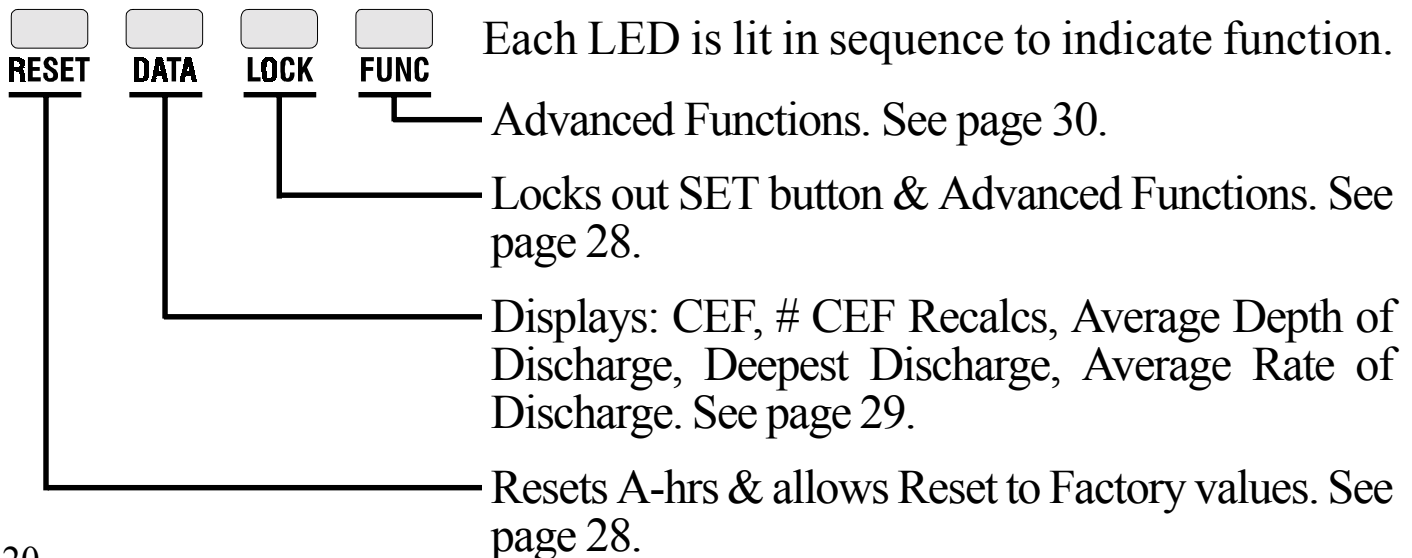 Each LED is lit in sequence to indicate function.
RESET DATA LOCK FUNC
Advanced Functions. See page 30.
Locks out SET button & Advanced Functions. See
page 28.
Displays: CEF, # CEF Recalcs, Average Depth of
Discharge, Deepest Discharge, Average Rate of
Discharge. See page 29.
Resets A-hrs & allows Reset to Factory values. See
page 28.
20